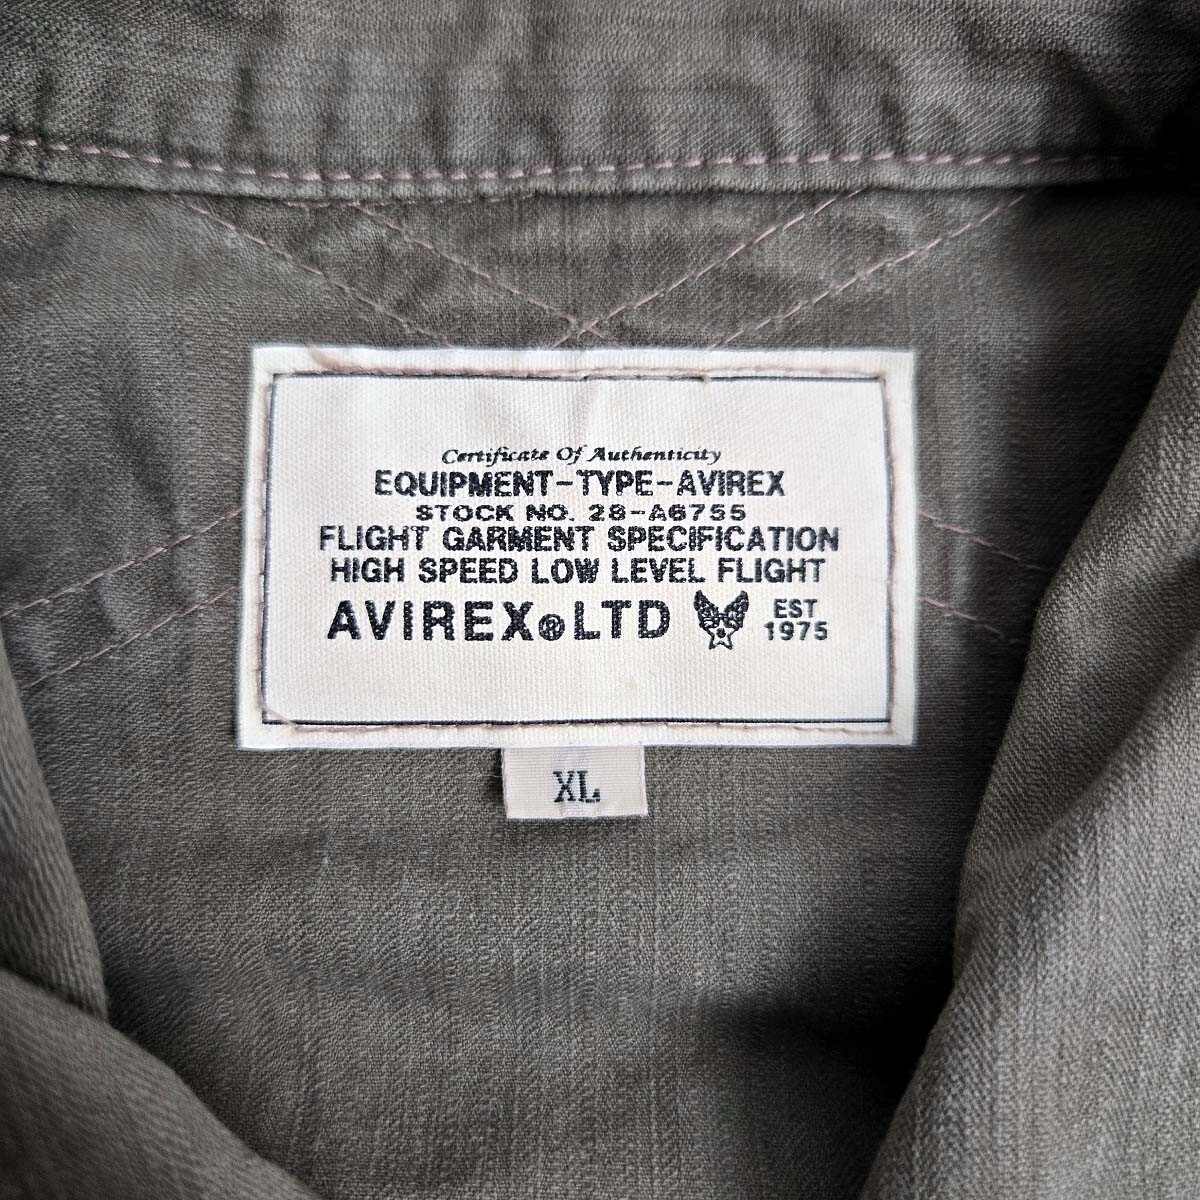 Certificate Of Authenticity
EQUIPMENT-TYPE-AVIREX
STOCK NO. 28-A6755
FLIGHT GARMENT SPECIFICATION
HIGH SPEED LOW LEVEL FLIGHT
AVIREX®LTD EST 1975
XL